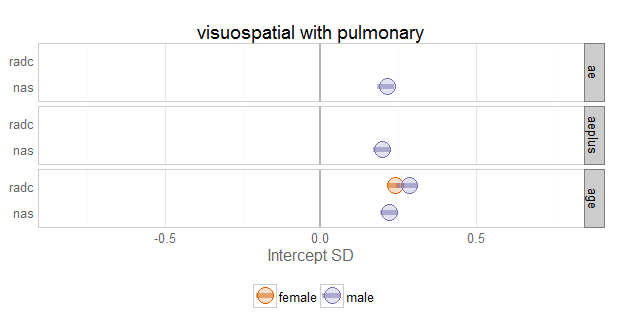 visuospatial with pulmonary
radc
nas
ae
radc
nas
aeplus
radc
nas
age
-0.5 0.0 0.5
Intercept SD
female male